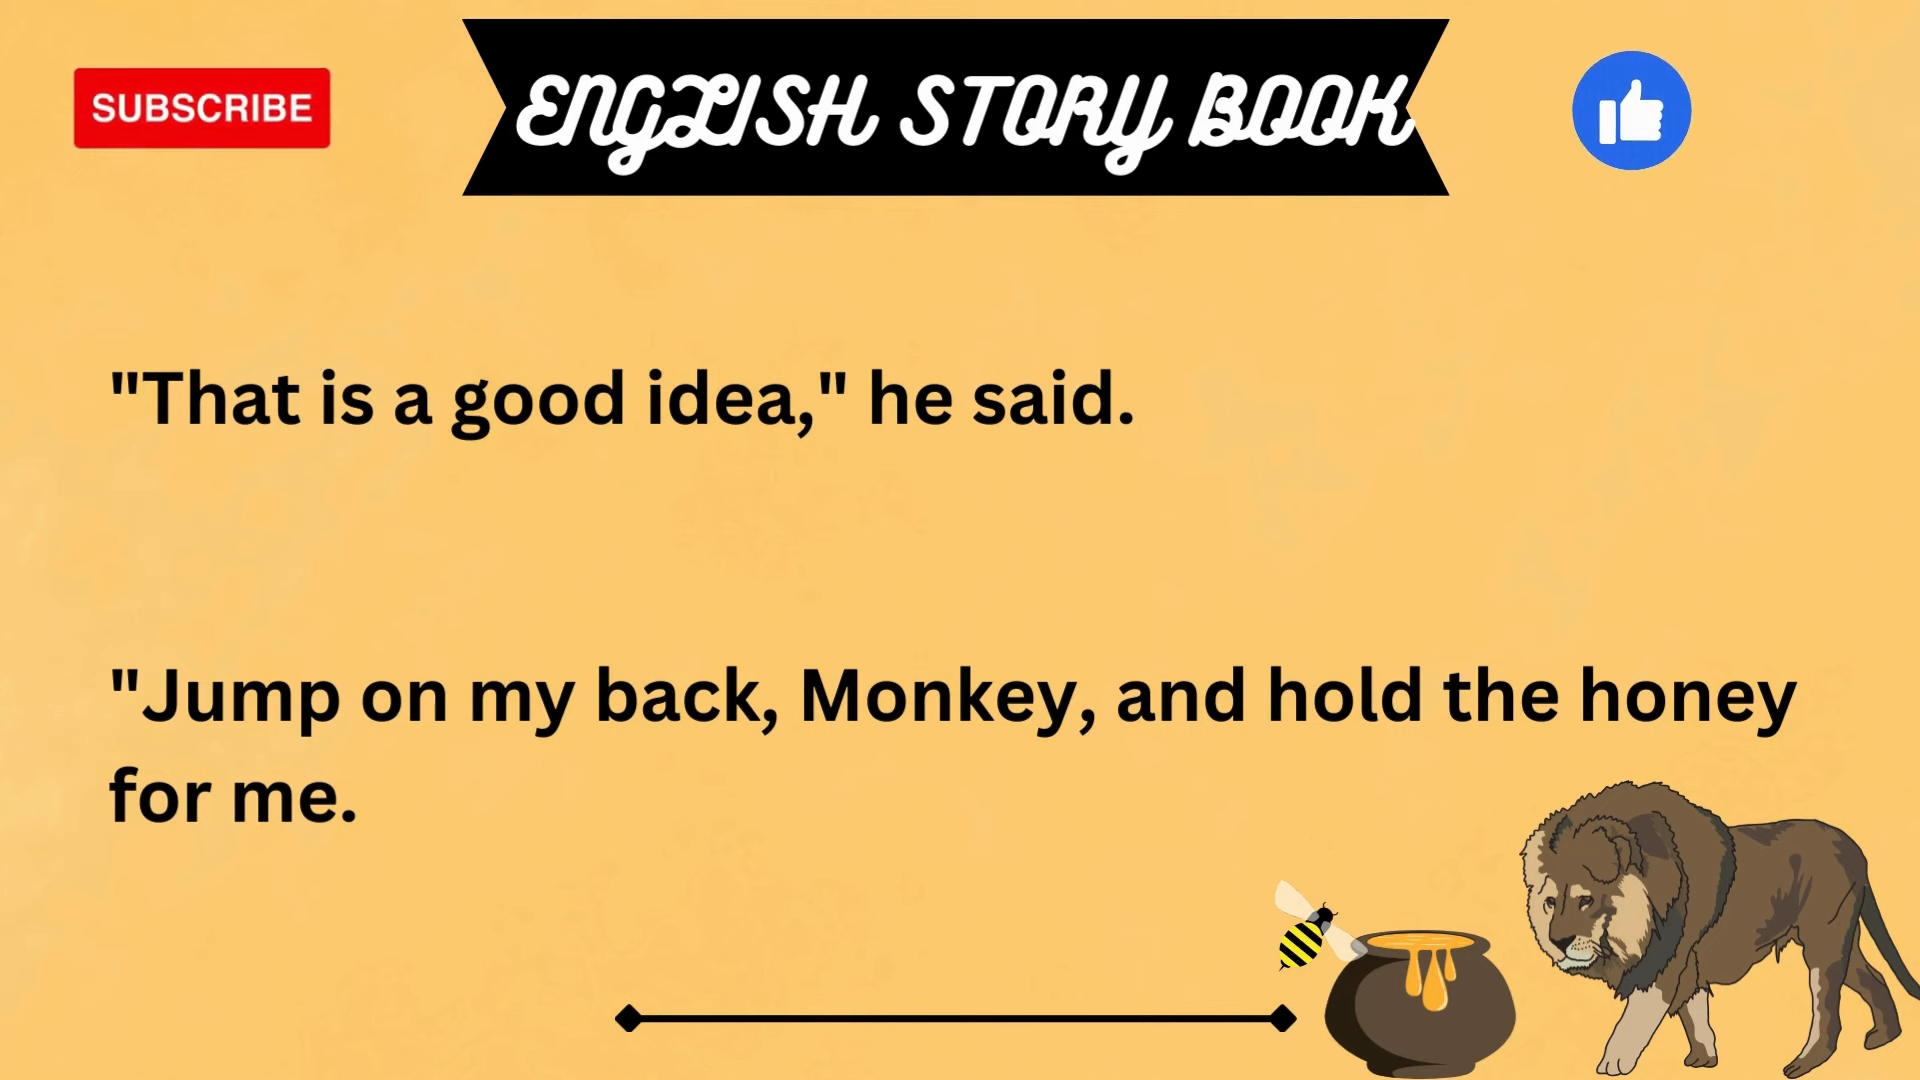 SUBSCRIBE
ENGLISH STORY BOOK
"That is a good idea," he said.
"Jump on my back, Monkey, and hold the honey
for me.